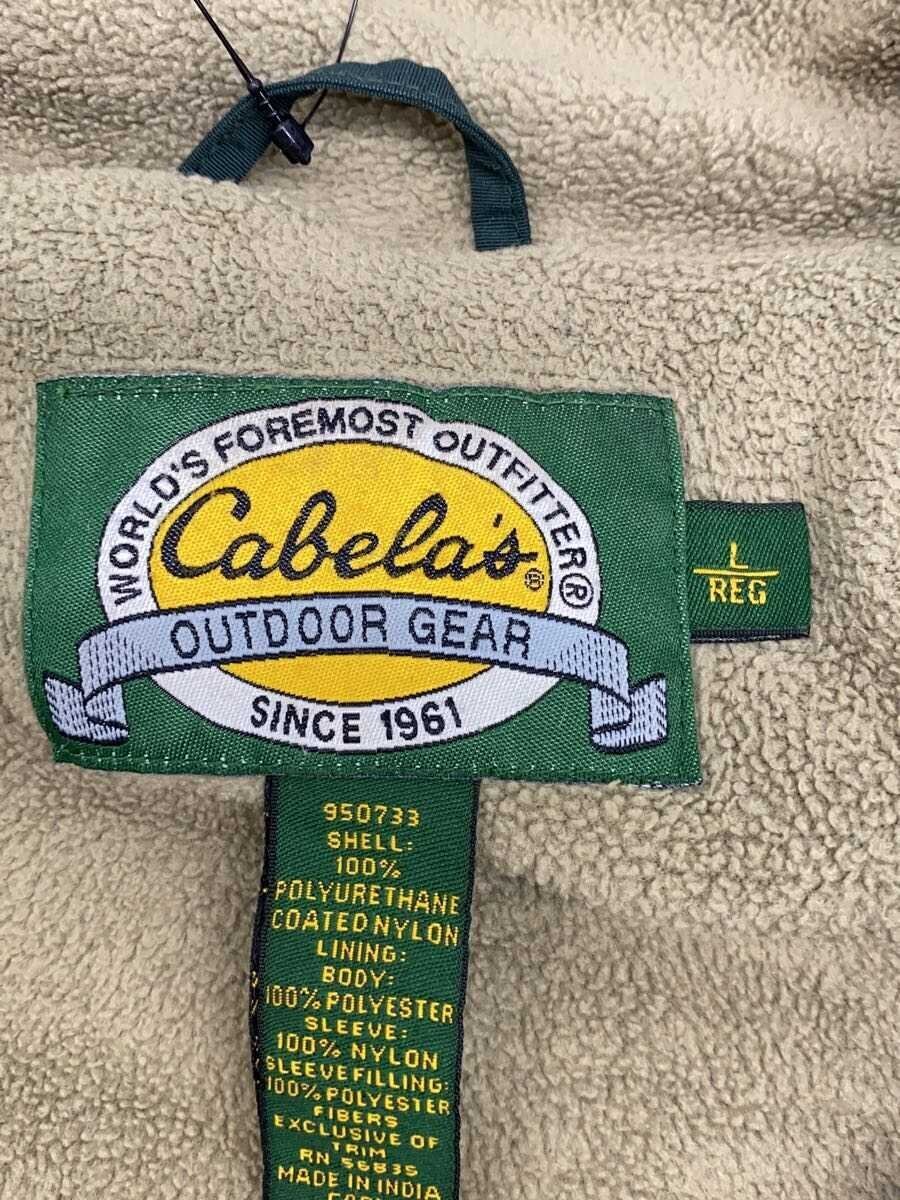 WORLD'S FOREMOST OUTFITTER®
Cabela's®
OUTDOOR GEAR
SINCE 1961
L
REG
950733
SHELL:
100%
POLYURETHANE
COATED NYLON
LINING:
BODY:
100% POLYESTER
SLEEVE:
100% NYLON
SLEEVE FILLING:
100% POLYESTER
FIBERS
EXCLUSIVE OF
TRIM
RN 56835
MADE IN INDIA